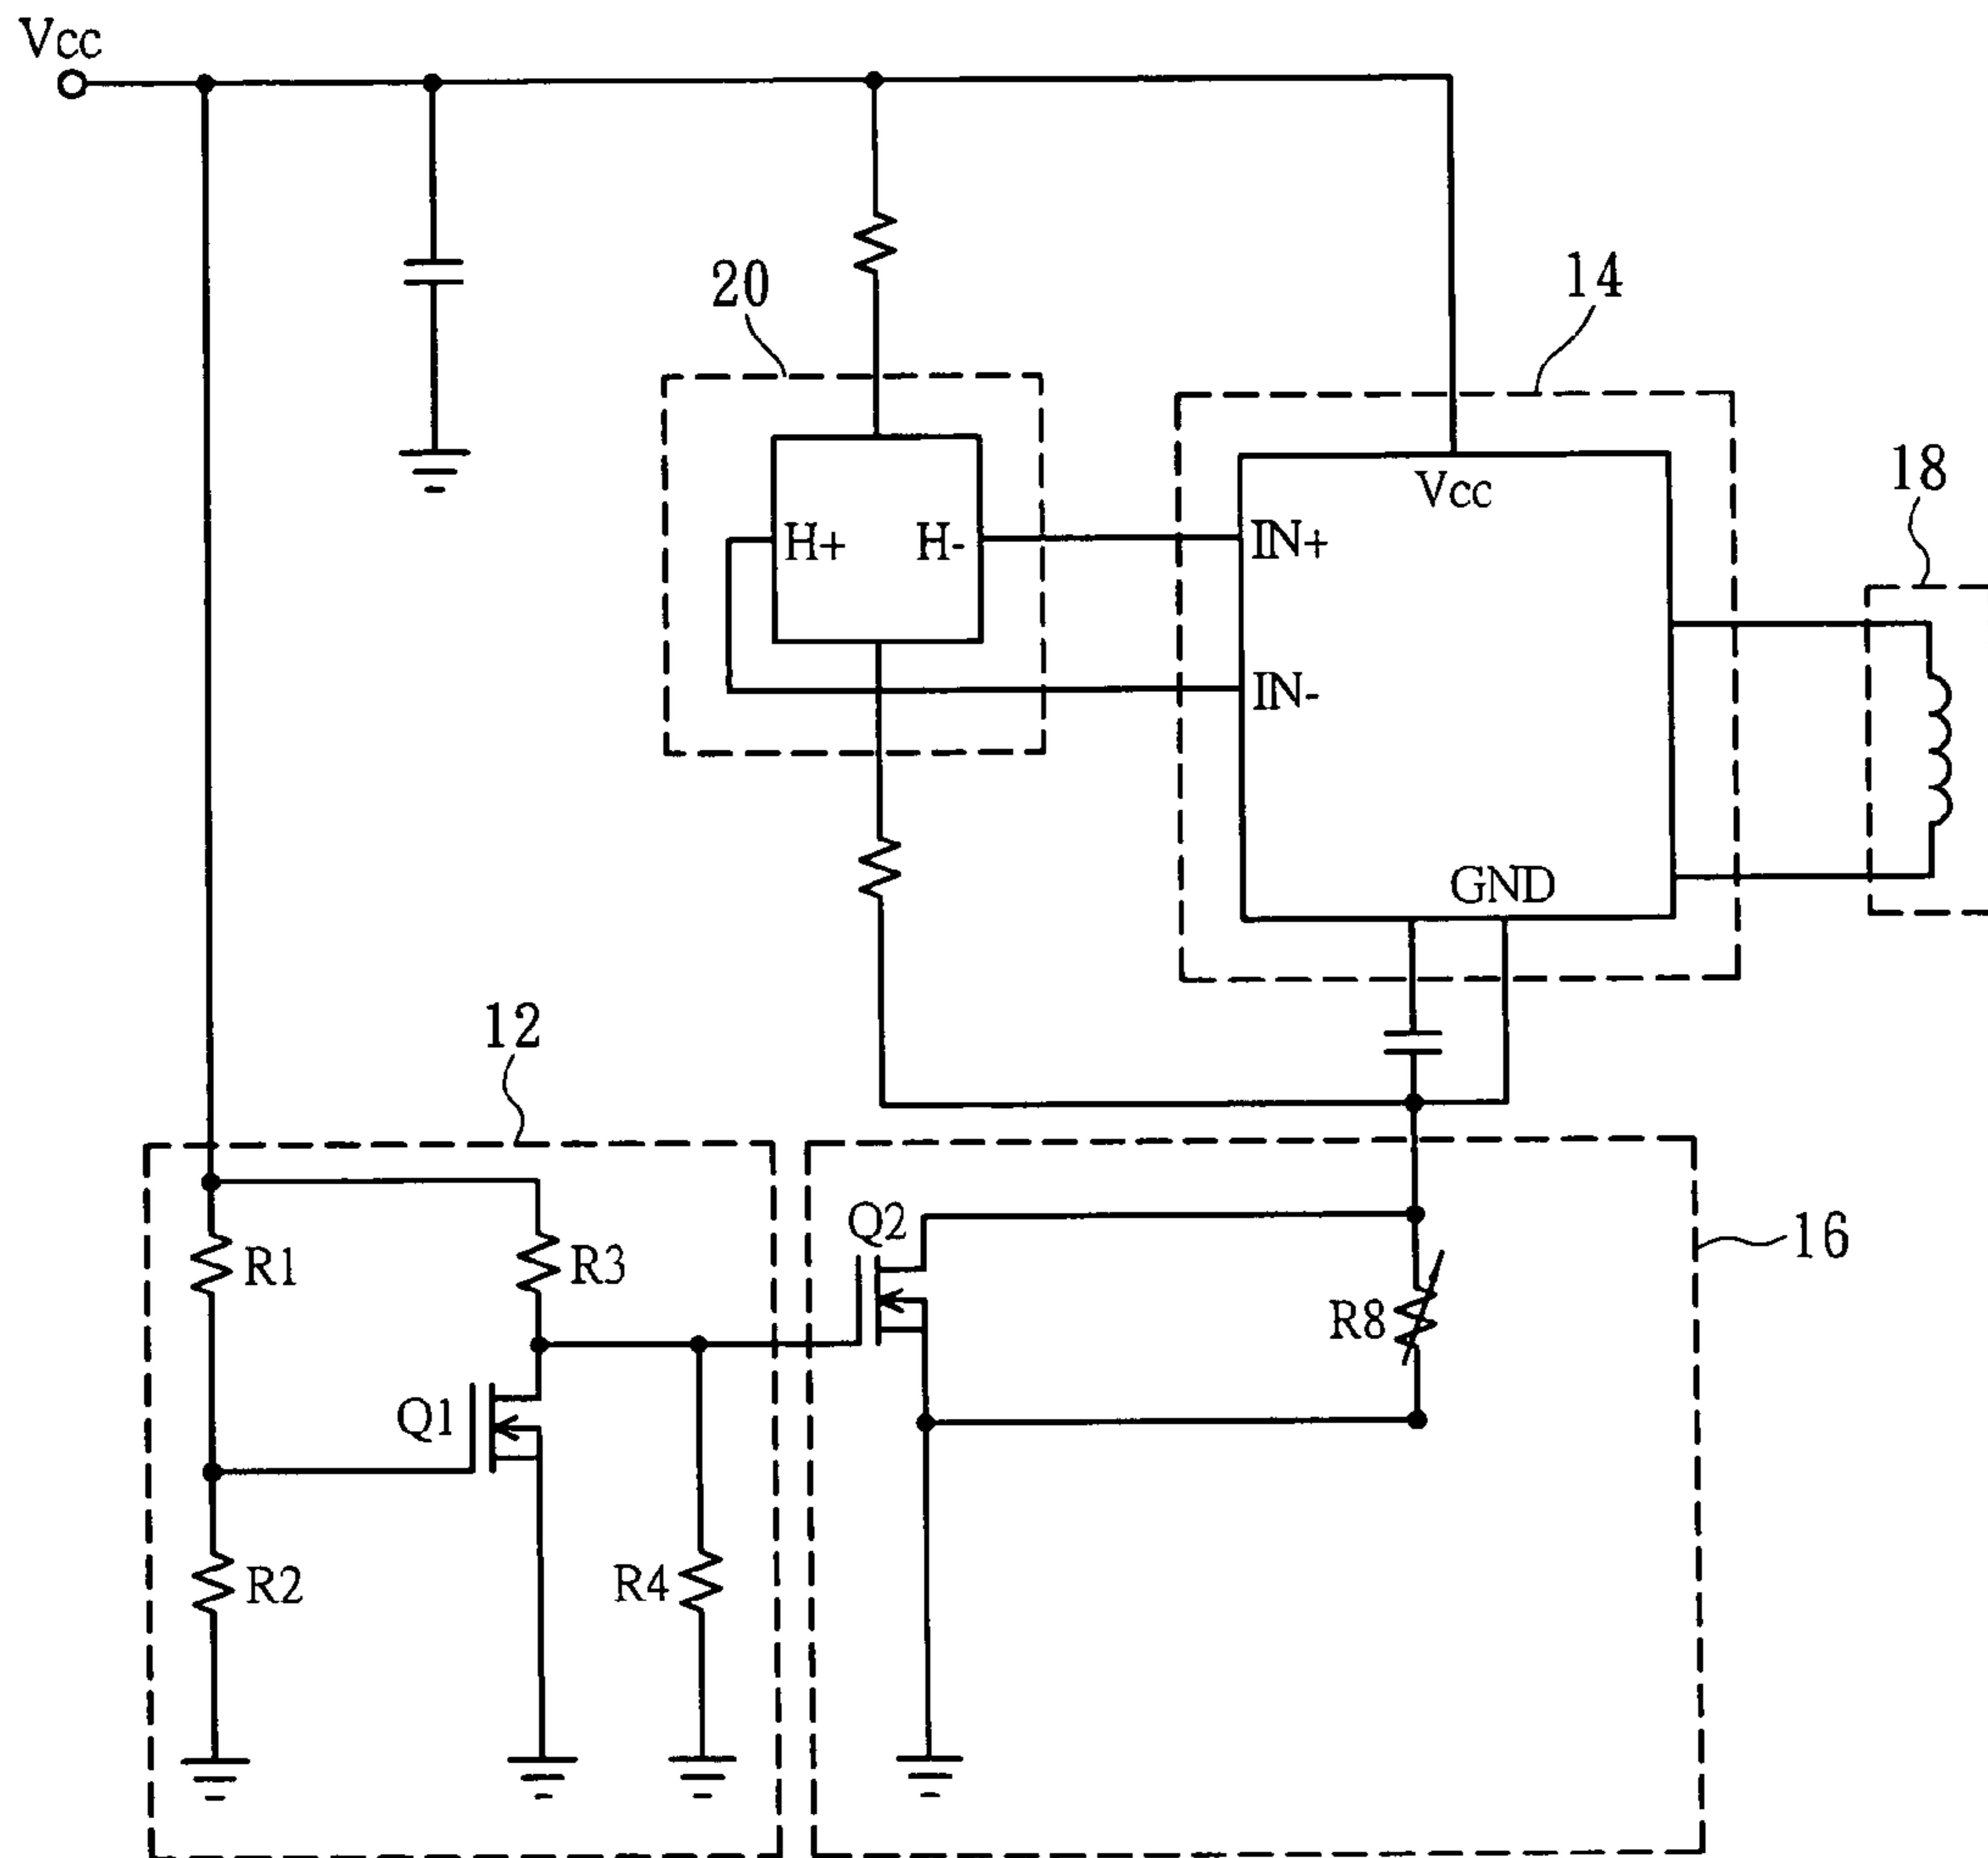 Vcc
20
14
18
Vcc
H+ H-
IN+
IN-
GND
12
Q2
16
R1
R3
R8
Q1
R2
R4